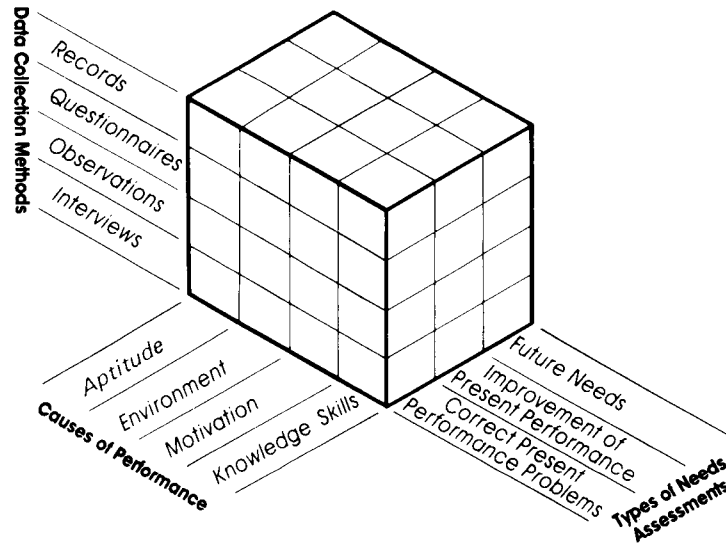 Data Collection Methods
Records
Questionnaires
Observations
Interviews
Aptitude
Environment
Motivation
Knowledge Skills
Causes of Performance
Future Needs
Improvement of
Present Performance
Correct Present
Performance Problems
Types of Needs
Assessments